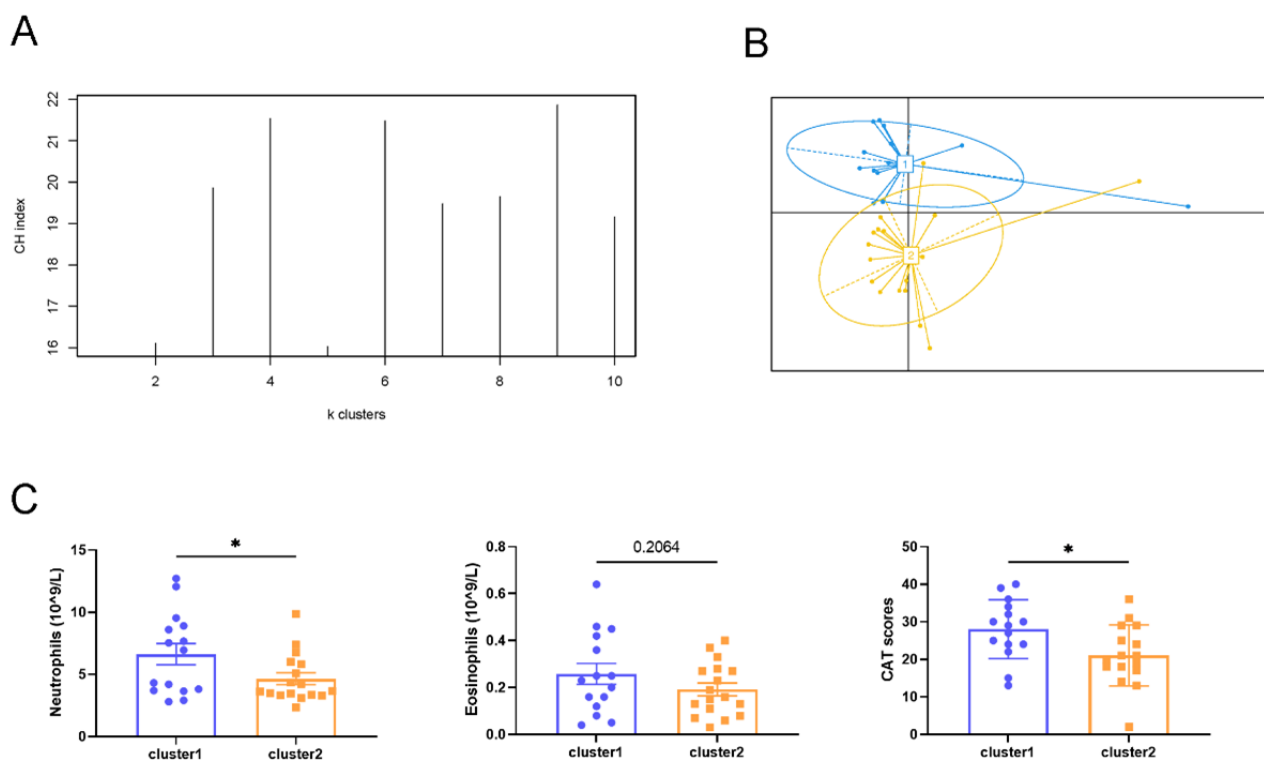 A
B
CH index
22
21
20
19
18
17
16
2
4
6
8
10
k clusters
1
2
C
Neutrophils (10^9/L)
15
10
5
0
*
cluster1
cluster2
Eosinophils (10^9/L)
0.8
0.6
0.4
0.2
0.0
0.2064
cluster1
cluster2
CAT scores
50
40
30
20
10
0
*
cluster1
cluster2